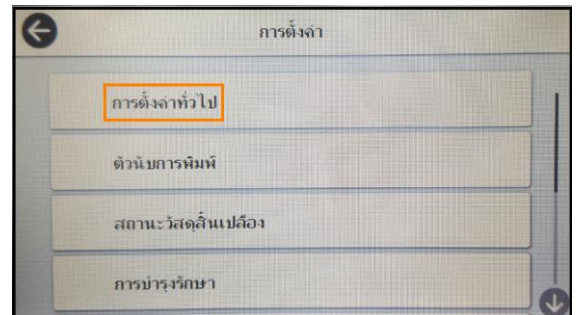 การตั้งค่า
การตั้งค่าทั่วไป
ตัวนับการพิมพ์
สถานะวัสดุสิ้นเปลือง
การบำรุงรักษา